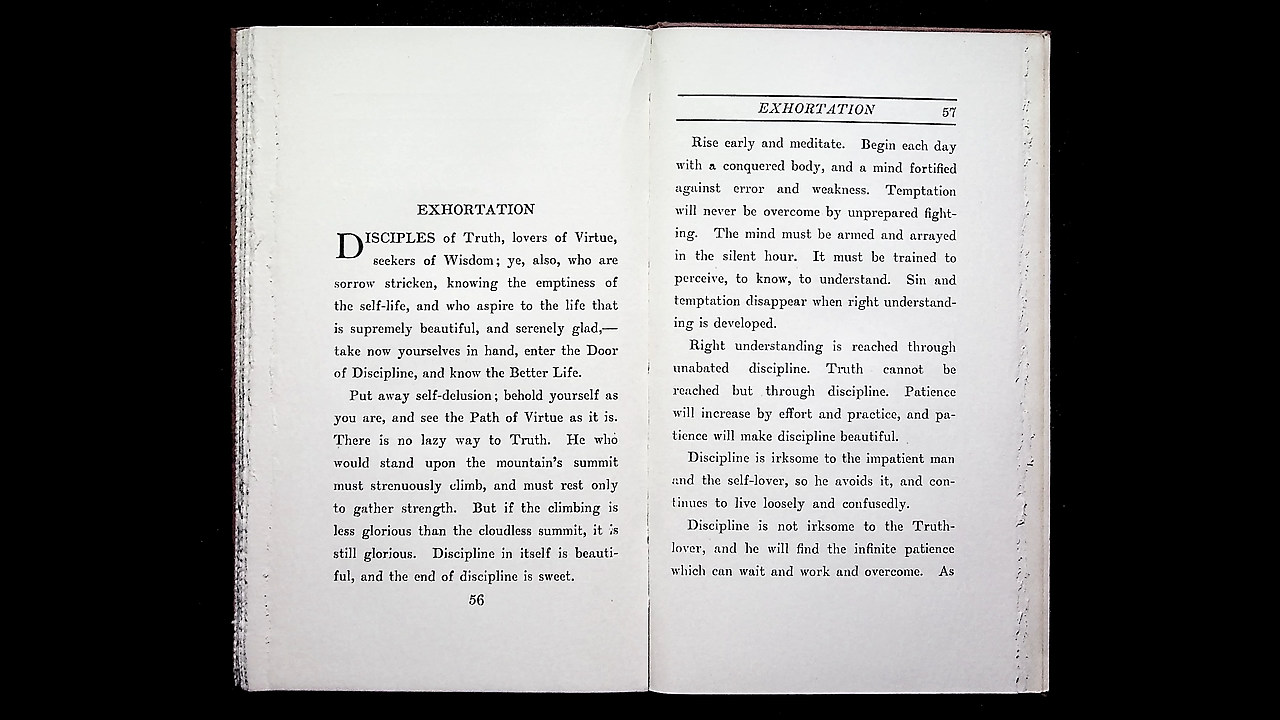 EXHORTATION
DISCIPLES of Truth, lovers of Virtue,
seekers of Wisdom; ye, also, who are
sorrow stricken, knowing the emptiness of
the self-life, and who aspire to the life that
is supremely beautiful, and serenely glad,—
take now yourselves in hand, enter the Door
of Discipline, and know the Better Life.
Put away self-delusion; behold yourself as
you are, and see the Path of Virtue as it is.
There is no lazy way to Truth. He who
would stand upon the mountain's summit
must strenuously climb, and must rest only
to gather strength. But if the climbing is
less glorious than the cloudless summit, it is
still glorious. Discipline in itself is beauti-
ful, and the end of discipline is sweet.
56
EXHORTATION 57
Rise early and meditate. Begin each day
with a conquered body, and a mind fortified
against error and weakness. Temptation
will never be overcome by unprepared fight-
ing. The mind must be armed and arrayed
in the silent hour. It must be trained to
perceive, to know, to understand. Sin and
temptation disappear when right understand-
ing is developed.
Right understanding is reached through
unabated discipline. Truth cannot be
reached but through discipline. Patience
will increase by effort and practice, and pa-
tience will make discipline beautiful.
Discipline is irksome to the impatient man
and the self-lover, so he avoids it, and con-
tinues to live loosely and confusedly.
Discipline is not irksome to the Truth-
lover, and he will find the infinite patience
which can wait and work and overcome. As